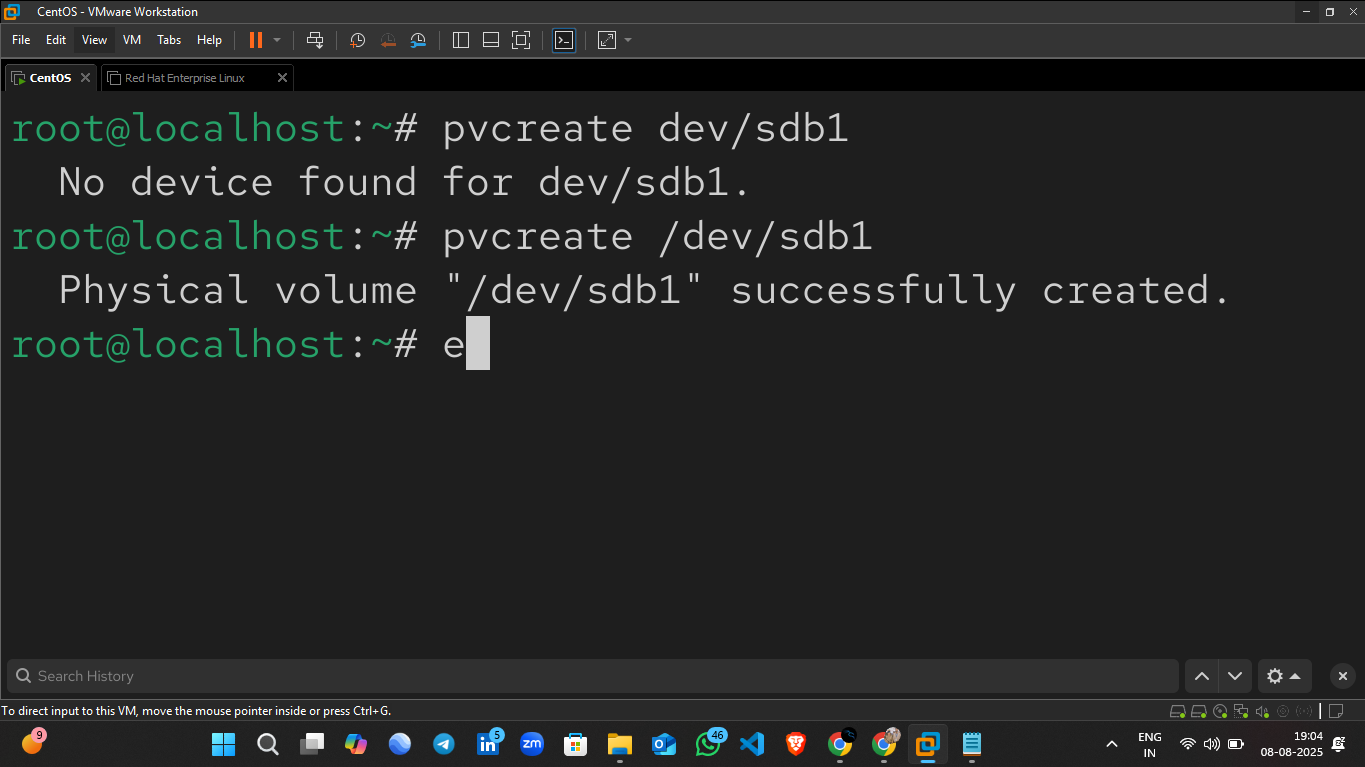 CentOS - VMware Workstation
File Edit View VM Tabs Help
CentOS Red Hat Enterprise Linux
root@localhost:~# pvcreate dev/sdb1
No device found for dev/sdb1.
root@localhost:~# pvcreate /dev/sdb1
Physical volume "/dev/sdb1" successfully created.
root@localhost:~# e
Search History
To direct input to this VM, move the mouse pointer inside or press Ctrl+G.
9 5 zm 46 ENG 19:04
in IN 08-08-2025